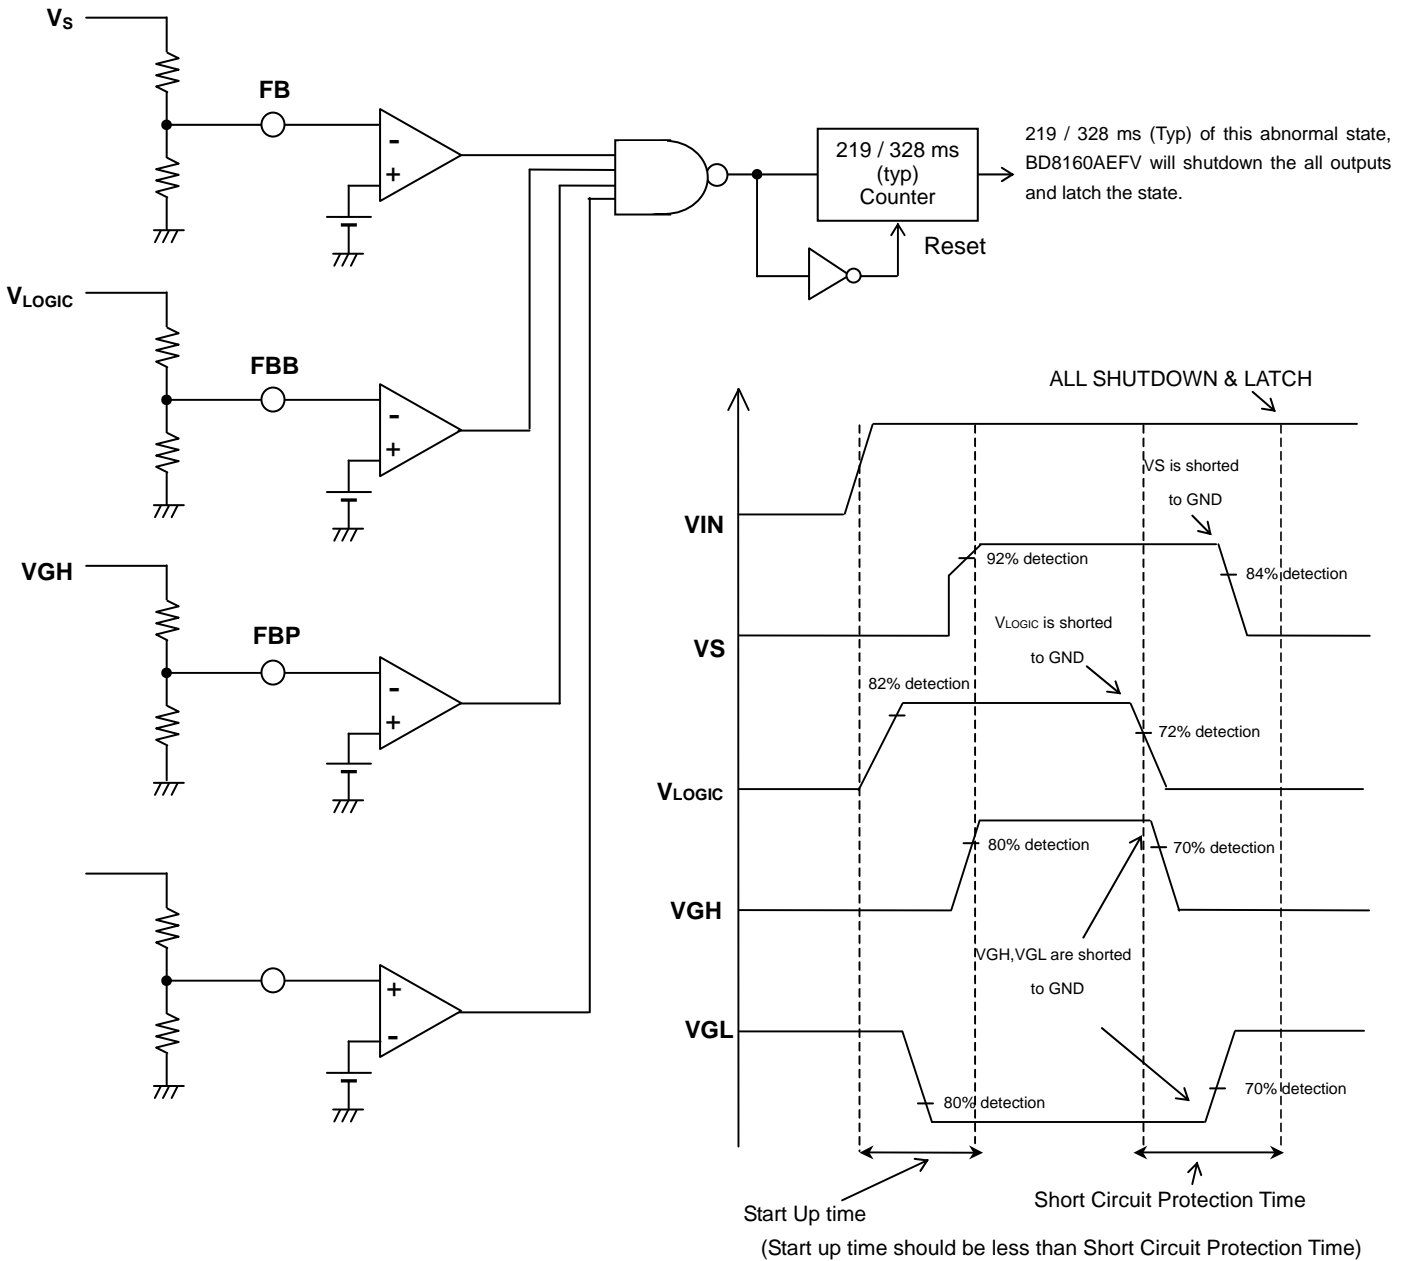 VS
FB
-
+
219 / 328 ms
(typ)
Counter
219 / 328 ms (Typ) of this abnormal state,
BD8160AEFV will shutdown the all outputs
and latch the state.
Reset
VLOGIC
FBB
-
+
VGH
FBP
-
+
+
-
ALL SHUTDOWN & LATCH
VS is shorted
to GND
VIN
92% detection
84% detection
VS
VLOGIC is shorted
to GND
82% detection
72% detection
VLOGIC
80% detection
70% detection
VGH
VGH,VGL are shorted
to GND
VGL
80% detection
70% detection
Start Up time
Short Circuit Protection Time
(Start up time should be less than Short Circuit Protection Time)